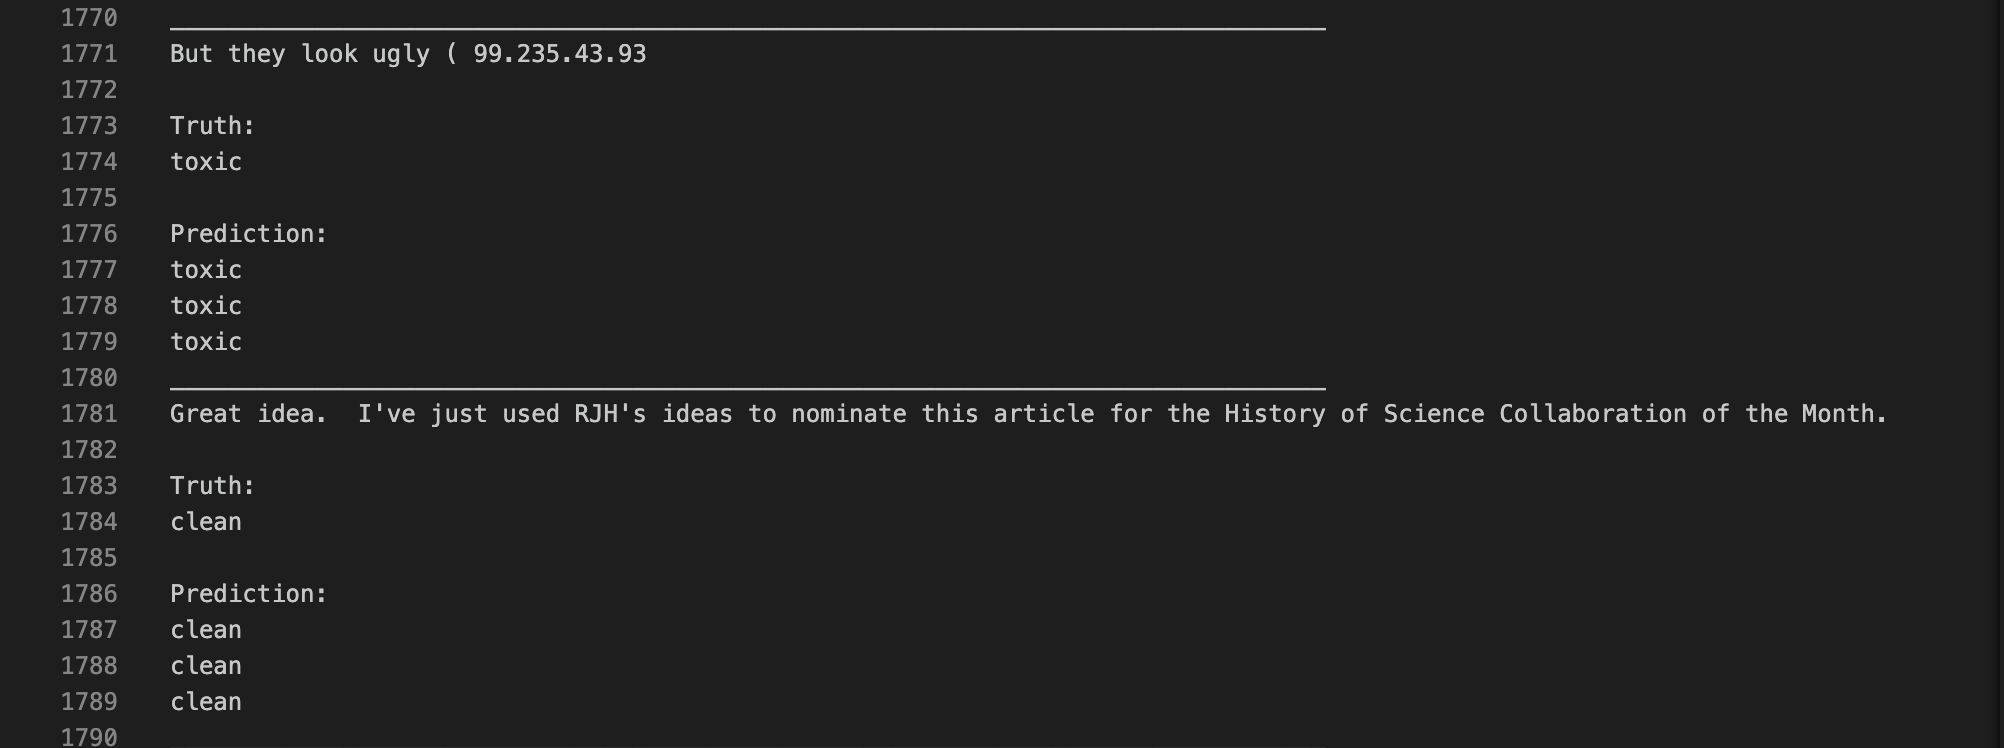 1770 ________________________________________________________________________________
1771 But they look ugly ( 99.235.43.93
1772
1773 Truth:
1774 toxic
1775
1776 Prediction:
1777 toxic
1778 toxic
1779 toxic
1780 ________________________________________________________________________________
1781 Great idea.  I've just used RJH's ideas to nominate this article for the History of Science Collaboration of the Month.
1782
1783 Truth:
1784 clean
1785
1786 Prediction:
1787 clean
1788 clean
1789 clean
1790